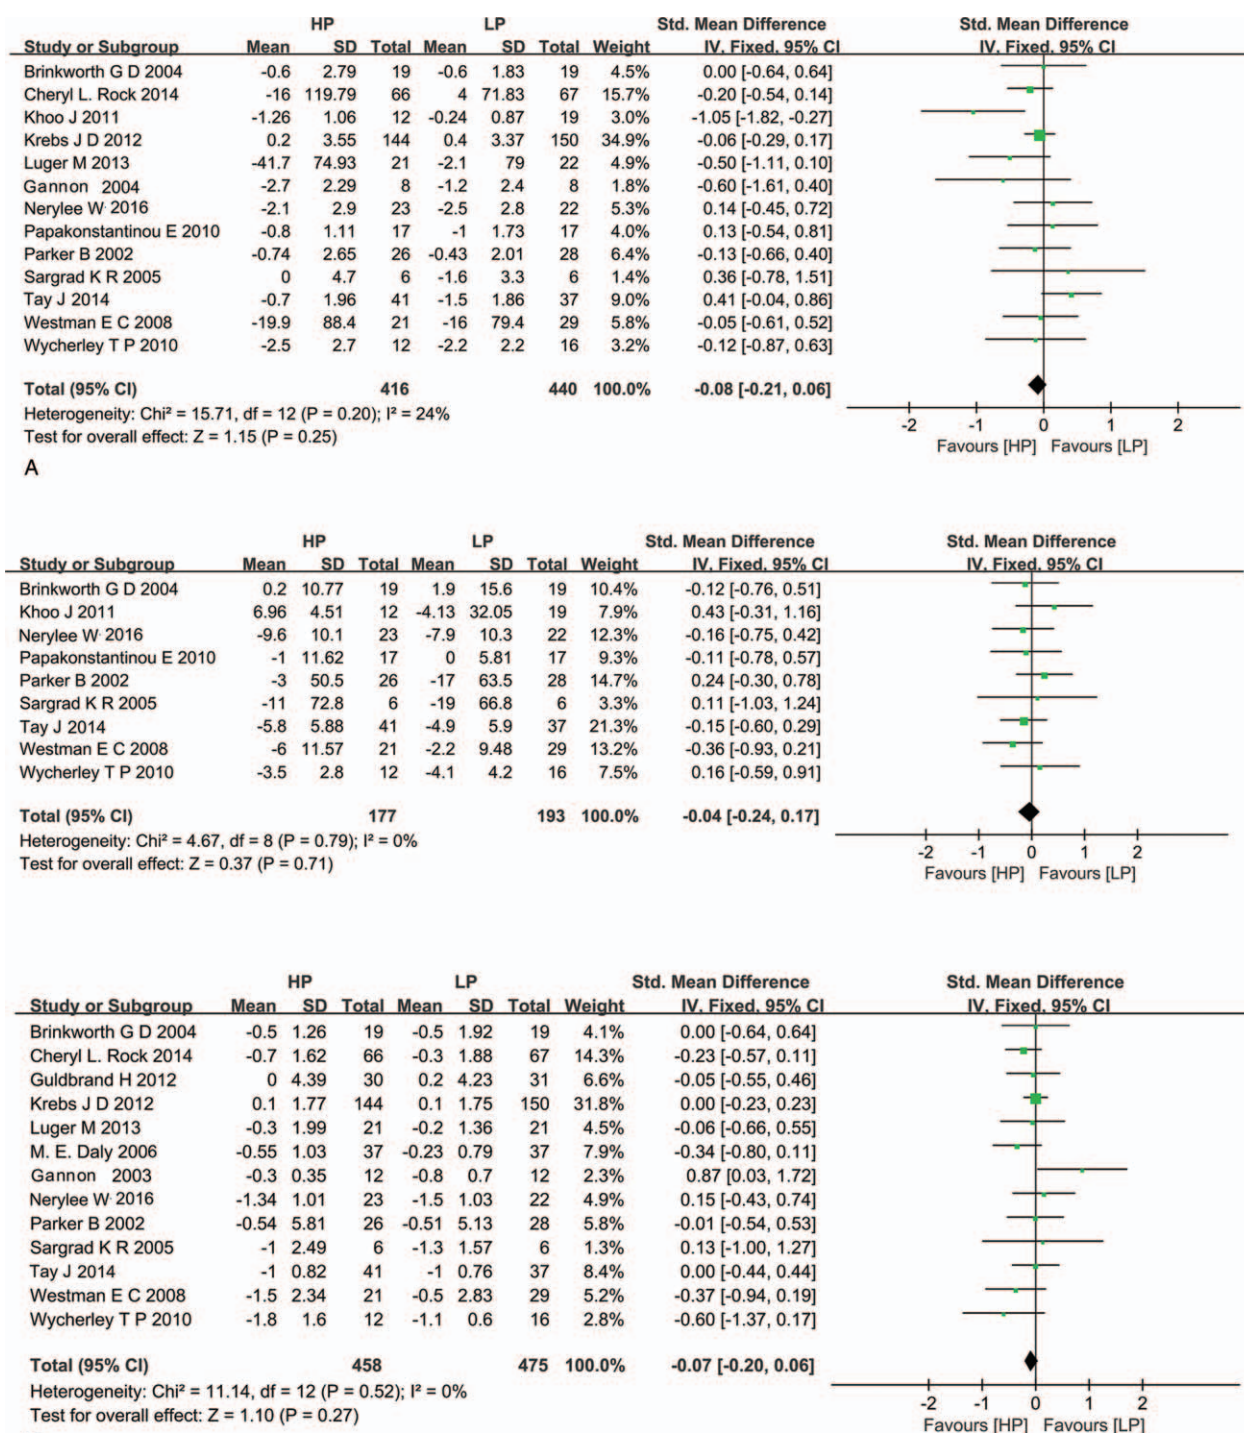 HP LP Std. Mean Difference Std. Mean Difference
Study or Subgroup Mean SD Total Mean SD Total Weight IV, Fixed, 95% CI IV, Fixed, 95% CI
Brinkworth G D 2004 -0.6 2.79 19 -0.6 1.83 19 4.5% 0.00 [-0.64, 0.64]
Cheryl L. Rock 2014 -16 119.79 66 4 71.83 67 15.7% -0.20 [-0.54, 0.14]
Khoo J 2011 -1.26 1.06 12 -0.24 0.87 19 3.0% -1.05 [-1.82, -0.27]
Krebs J D 2012 0.2 3.55 144 0.4 3.37 150 34.9% -0.06 [-0.29, 0.17]
Luger M 2013 -41.7 74.93 21 -2.1 79 22 4.9% -0.50 [-1.11, 0.10]
Gannon 2004 -2.7 2.29 8 -1.2 2.4 8 1.8% -0.60 [-1.61, 0.40]
Nerylee W 2016 -2.1 2.9 23 -2.5 2.8 22 5.3% 0.14 [-0.45, 0.72]
Papakonstantinou E 2010 -0.8 1.11 17 -1 1.73 17 4.0% 0.13 [-0.54, 0.81]
Parker B 2002 -0.74 2.65 26 -0.43 2.01 28 6.4% -0.13 [-0.66, 0.40]
Sargrad K R 2005 0 4.7 6 -1.6 3.3 6 1.4% 0.36 [-0.78, 1.51]
Tay J 2014 -0.7 1.96 41 -1.5 1.86 37 9.0% 0.41 [-0.04, 0.86]
Westman E C 2008 -19.9 88.4 21 -16 79.4 29 5.8% -0.05 [-0.61, 0.52]
Wycherley T P 2010 -2.5 2.7 12 -2.2 2.2 16 3.2% -0.12 [-0.87, 0.63]
Total (95% CI) 416 440 100.0% -0.08 [-0.21, 0.06]
Heterogeneity: Chi² = 15.71, df = 12 (P = 0.20); I² = 24%
Test for overall effect: Z = 1.15 (P = 0.25)
-2 -1 0 1 2
Favours [HP] Favours [LP]
A
HP LP Std. Mean Difference Std. Mean Difference
Study or Subgroup Mean SD Total Mean SD Total Weight IV, Fixed, 95% CI IV, Fixed, 95% CI
Brinkworth G D 2004 0.2 10.77 19 1.9 15.6 19 10.4% -0.12 [-0.76, 0.51]
Khoo J 2011 6.96 4.51 12 -4.13 32.05 19 7.9% 0.43 [-0.31, 1.16]
Nerylee W 2016 -9.6 10.1 23 -7.9 10.3 22 12.3% -0.16 [-0.75, 0.42]
Papakonstantinou E 2010 -1 11.62 17 0 5.81 17 9.3% -0.11 [-0.78, 0.57]
Parker B 2002 -3 50.5 26 -17 63.5 28 14.7% 0.24 [-0.30, 0.78]
Sargrad K R 2005 -11 72.8 6 -19 66.8 6 3.3% 0.11 [-1.03, 1.24]
Tay J 2014 -5.8 5.88 41 -4.9 5.9 37 21.3% -0.15 [-0.60, 0.29]
Westman E C 2008 -6 11.57 21 -2.2 9.48 29 13.2% -0.36 [-0.93, 0.21]
Wycherley T P 2010 -3.5 2.8 12 -4.1 4.2 16 7.5% 0.16 [-0.59, 0.91]
Total (95% CI) 177 193 100.0% -0.04 [-0.24, 0.17]
Heterogeneity: Chi² = 4.67, df = 8 (P = 0.79); I² = 0%
Test for overall effect: Z = 0.37 (P = 0.71)
-2 -1 0 1 2
Favours [HP] Favours [LP]
HP LP Std. Mean Difference Std. Mean Difference
Study or Subgroup Mean SD Total Mean SD Total Weight IV, Fixed, 95% CI IV, Fixed, 95% CI
Brinkworth G D 2004 -0.5 1.26 19 -0.5 1.92 19 4.1% 0.00 [-0.64, 0.64]
Cheryl L. Rock 2014 -0.7 1.62 66 -0.3 1.88 67 14.3% -0.23 [-0.57, 0.11]
Guldbrand H 2012 0 4.39 30 0.2 4.23 31 6.6% -0.05 [-0.55, 0.46]
Krebs J D 2012 0.1 1.77 144 0.1 1.75 150 31.8% 0.00 [-0.23, 0.23]
Luger M 2013 -0.3 1.99 21 -0.2 1.36 21 4.5% -0.06 [-0.66, 0.55]
M. E. Daly 2006 -0.55 1.03 37 -0.23 0.79 37 7.9% -0.34 [-0.80, 0.11]
Gannon 2003 -0.3 0.35 12 -0.8 0.7 12 2.3% 0.87 [0.03, 1.72]
Nerylee W 2016 -1.34 1.01 23 -1.5 1.03 22 4.9% 0.15 [-0.43, 0.74]
Parker B 2002 -0.54 5.81 26 -0.51 5.13 28 5.8% -0.01 [-0.54, 0.53]
Sargrad K R 2005 -1 2.49 6 -1.3 1.57 6 1.3% 0.13 [-1.00, 1.27]
Tay J 2014 -1 0.82 41 -1 0.76 37 8.4% 0.00 [-0.44, 0.44]
Westman E C 2008 -1.5 2.34 21 -0.5 2.83 29 5.2% -0.37 [-0.94, 0.19]
Wycherley T P 2010 -1.8 1.6 12 -1.1 0.6 16 2.8% -0.60 [-1.37, 0.17]
Total (95% CI) 458 475 100.0% -0.07 [-0.20, 0.06]
Heterogeneity: Chi² = 11.14, df = 12 (P = 0.52); I² = 0%
Test for overall effect: Z = 1.10 (P = 0.27)
-2 -1 0 1 2
Favours [HP] Favours [LP]